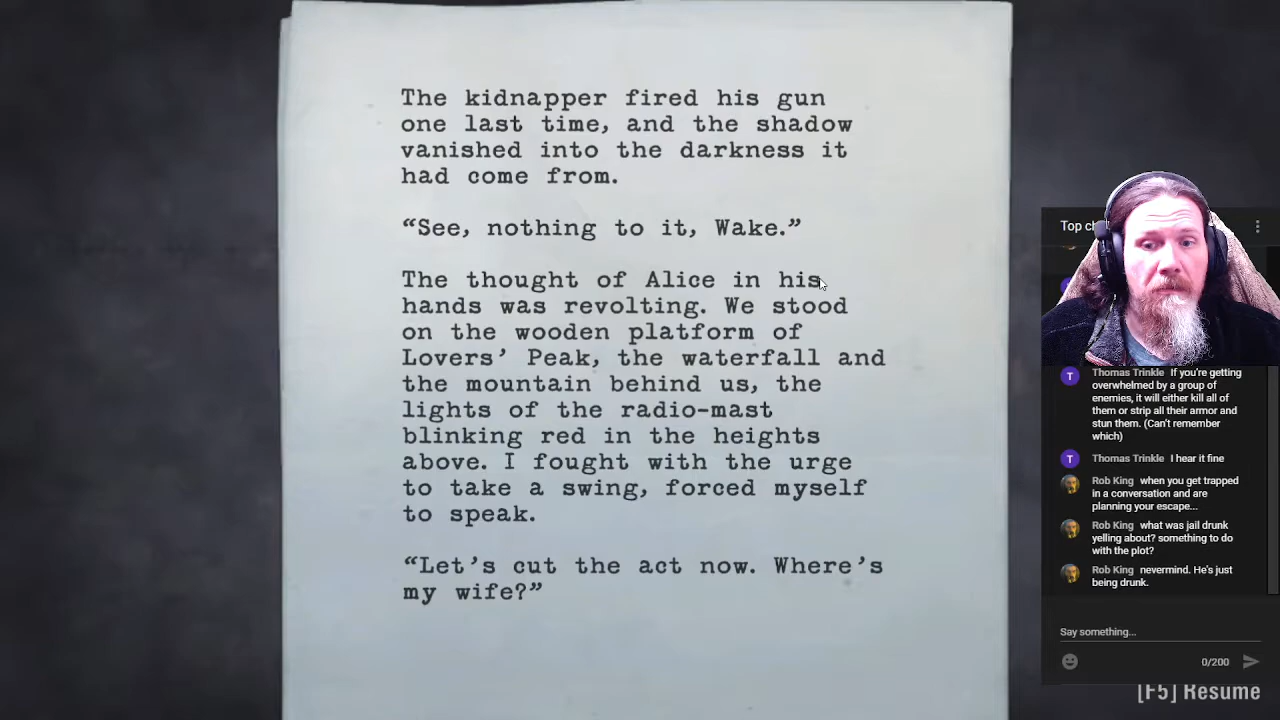 The kidnapper fired his gun
one last time, and the shadow
vanished into the darkness it
had come from.
“See, nothing to it, Wake.”
The thought of Alice in his
hands was revolting. We stood
on the wooden platform of
Lovers’ Peak, the waterfall and
the mountain behind us, the
lights of the radio-mast
blinking red in the heights
above. I fought with the urge
to take a swing, forced myself
to speak.
“Let’s cut the act now. Where’s
my wife?”
Top
T
Thomas Trinkle If you're getting
overwhelmed by a group of
enemies, it will either kill all of
them or strip all their armor and
stun them. (Can't remember
which)
T
Thomas Trinkle I hear it fine
Rob King when you get trapped
in a conversation and are
planning your escape...
Rob King what was jail drunk
yelling about? something to do
with the plot?
Rob King nevermind. He's just
being drunk.
Say something...
0/200
[F5] Resume